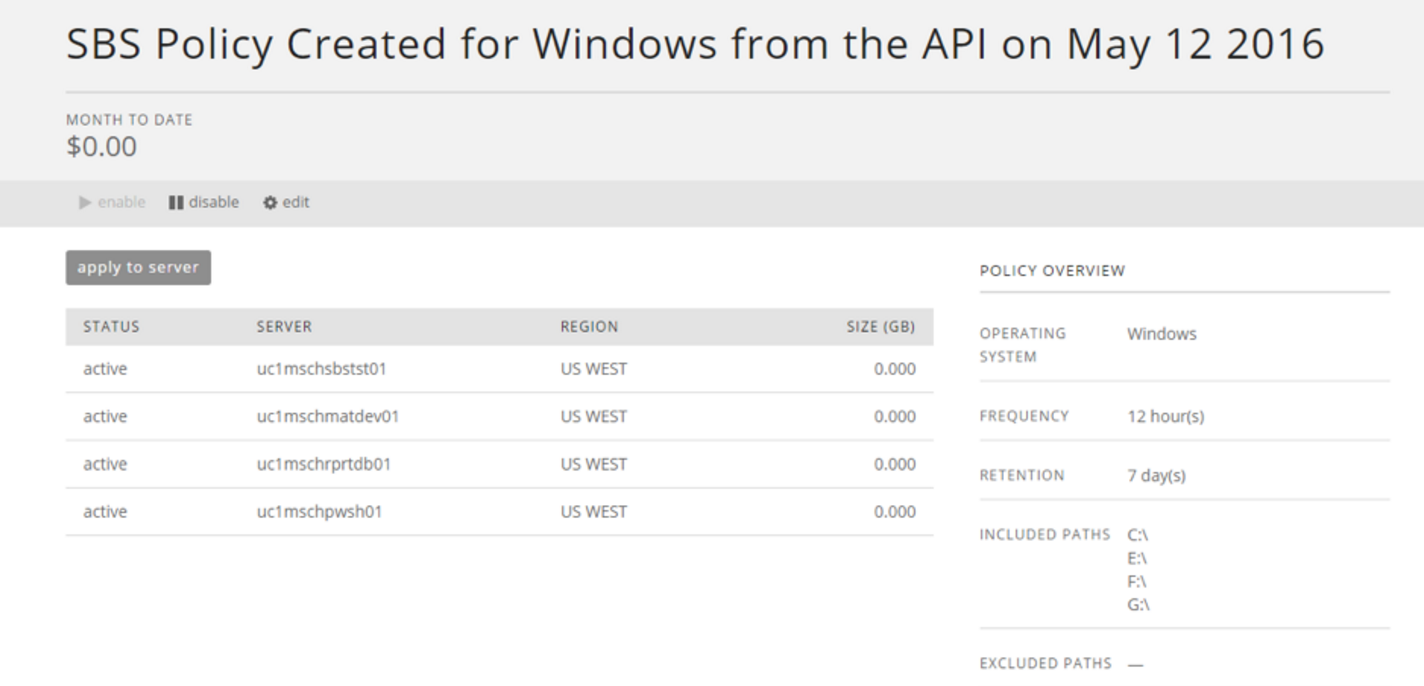 SBS Policy Created for Windows from the API on May 12 2016
MONTH TO DATE
$0.00
enable disable edit
apply to server
STATUS SERVER REGION SIZE (GB)
active uc1mschsbstst01 US WEST 0.000
active uc1mschmatdev01 US WEST 0.000
active uc1mschrprtdb01 US WEST 0.000
active uc1mschpwsh01 US WEST 0.000
POLICY OVERVIEW
OPERATING SYSTEM Windows
FREQUENCY 12 hour(s)
RETENTION 7 day(s)
INCLUDED PATHS C:\
E:\
F:\
G:\
EXCLUDED PATHS —